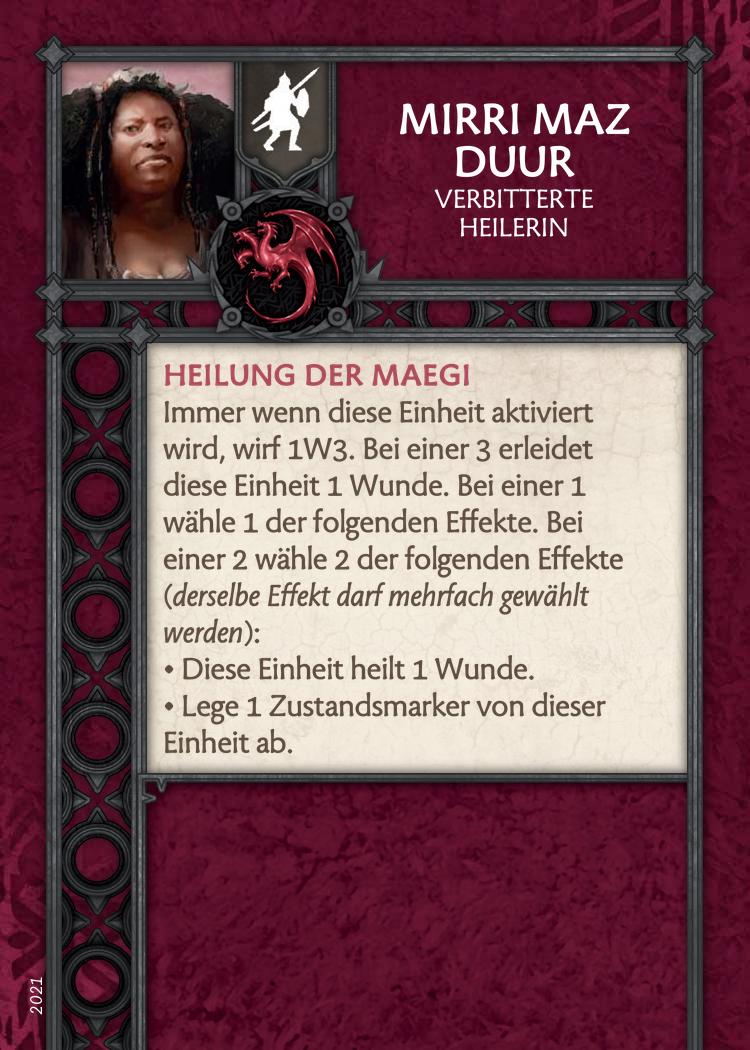 MIRRI MAZ
DUUR
VERBITTERTE
HEILERIN
HEILUNG DER MAEGI
Immer wenn diese Einheit aktiviert
wird, wirf 1W3. Bei einer 3 erleidet
diese Einheit 1 Wunde. Bei einer 1
wähle 1 der folgenden Effekte. Bei
einer 2 wähle 2 der folgenden Effekte
(derselbe Effekt darf mehrfach gewählt
werden):
• Diese Einheit heilt 1 Wunde.
• Lege 1 Zustandsmarker von dieser
Einheit ab.
2021